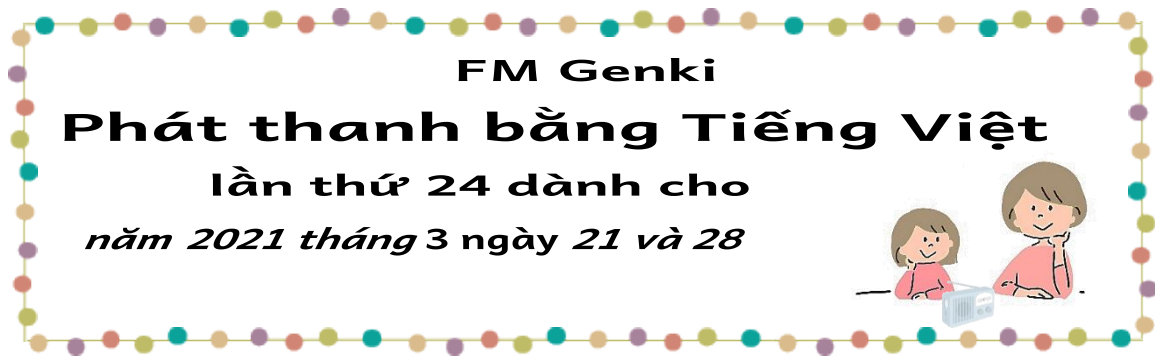 FM Genki
Phát thanh bằng Tiếng Việt
lần thứ 24 dành cho
năm 2021 tháng 3 ngày 21 và 28